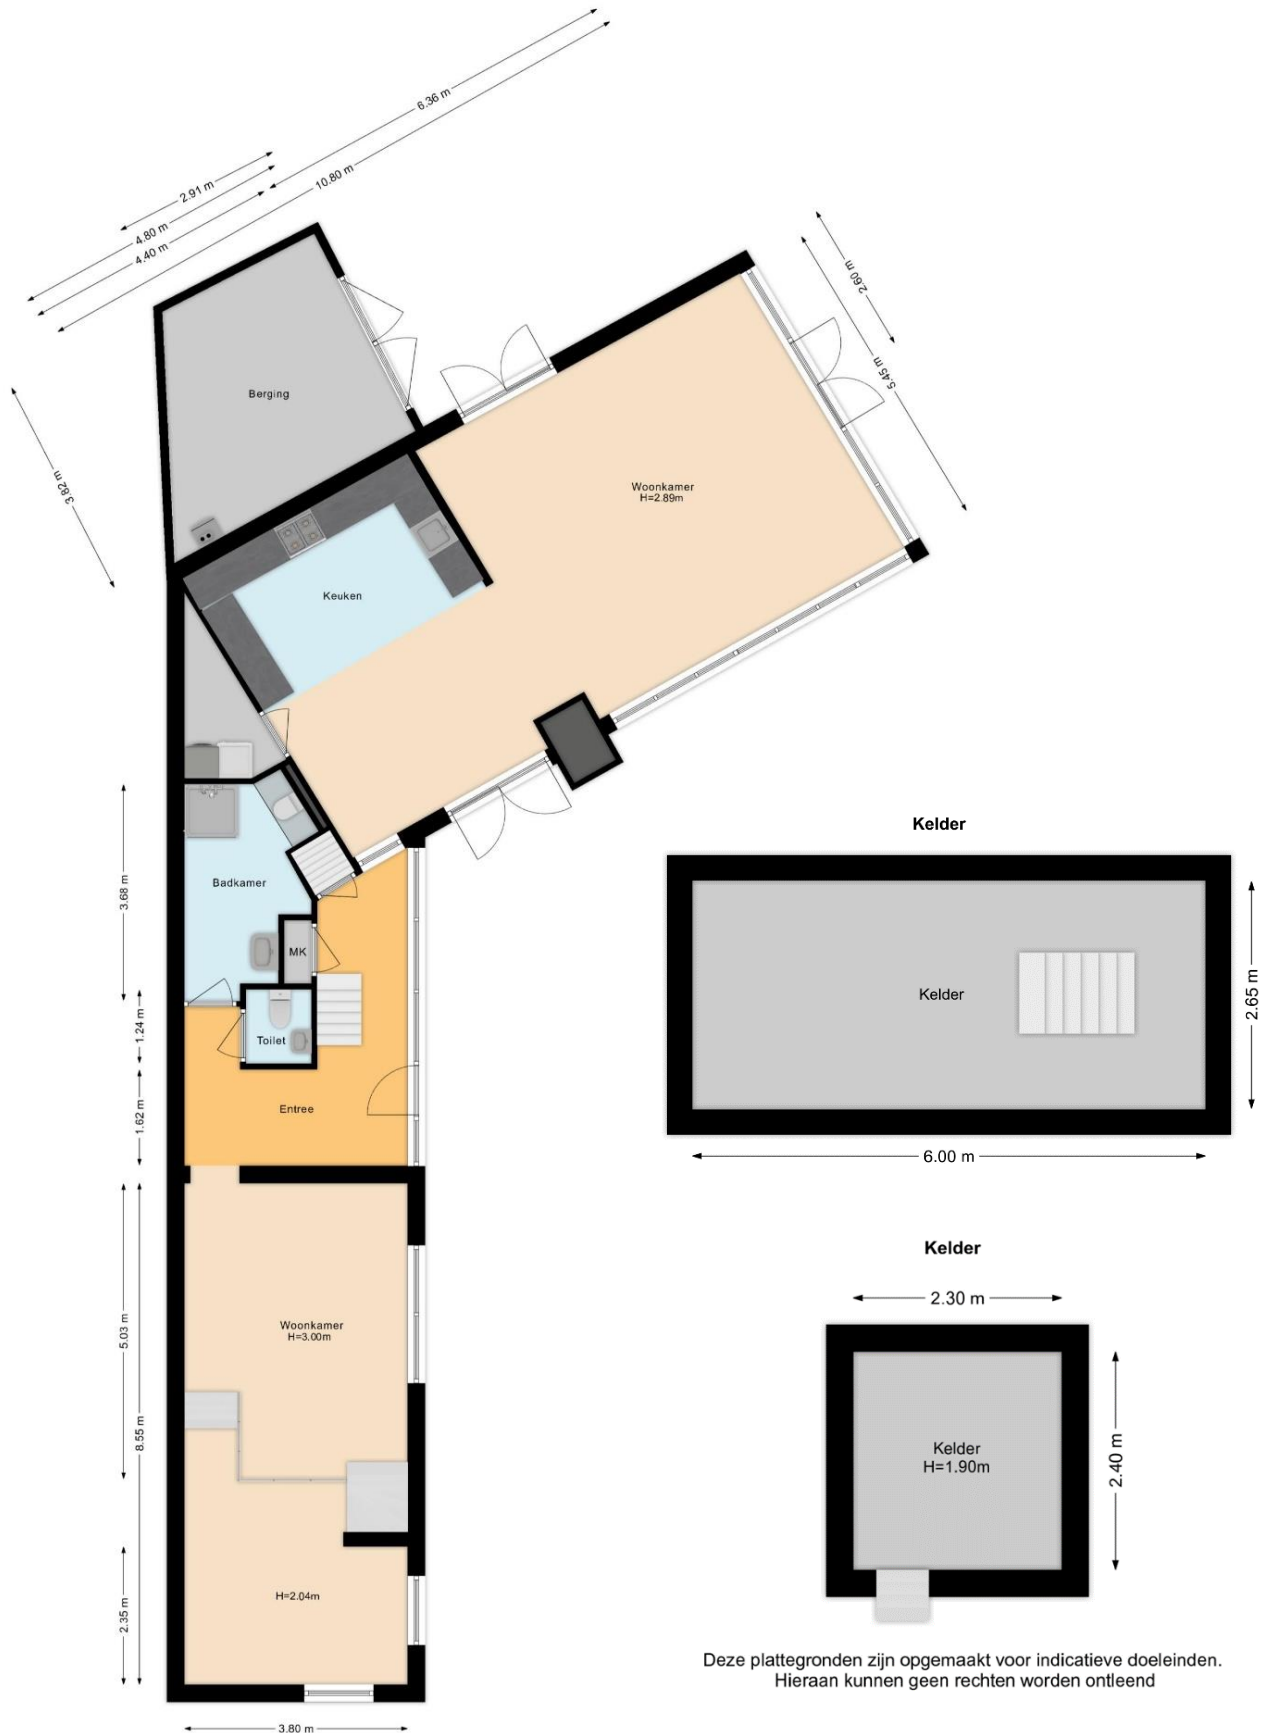 6.36 m
10.80 m
2.91 m
4.80 m
4.40 m
2.60 m
5.45 m
3.82 m
Berging
Woonkamer
H=2.89m
Keuken
Kelder
3.68 m
Badkamer
MK
Kelder
2.65 m
1.24 m
Toilet
1.62 m
Entree
6.00 m
Kelder
2.30 m
5.03 m
Woonkamer
H=3.00m
8.55 m
Kelder
H=1.90m
2.40 m
2.35 m
H=2.04m
Deze plattegronden zijn opgemaakt voor indicatieve doeleinden.
Hieraan kunnen geen rechten worden ontleend
3.80 m